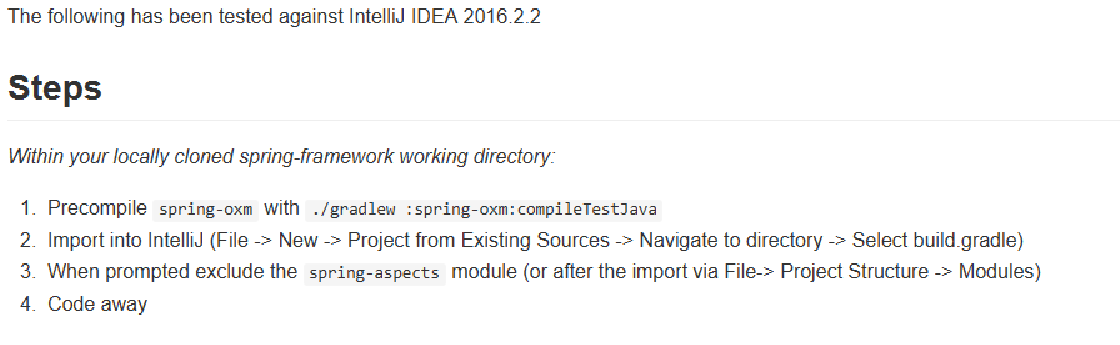 The following has been tested against IntelliJ IDEA 2016.2.2
Steps
Within your locally cloned spring-framework working directory:
1. Precompile spring-oxm with ./gradlew :spring-oxm:compileTestJava
2. Import into IntelliJ (File -> New -> Project from Existing Sources -> Navigate to directory -> Select build.gradle)
3. When prompted exclude the spring-aspects module (or after the import via File-> Project Structure -> Modules)
4. Code away